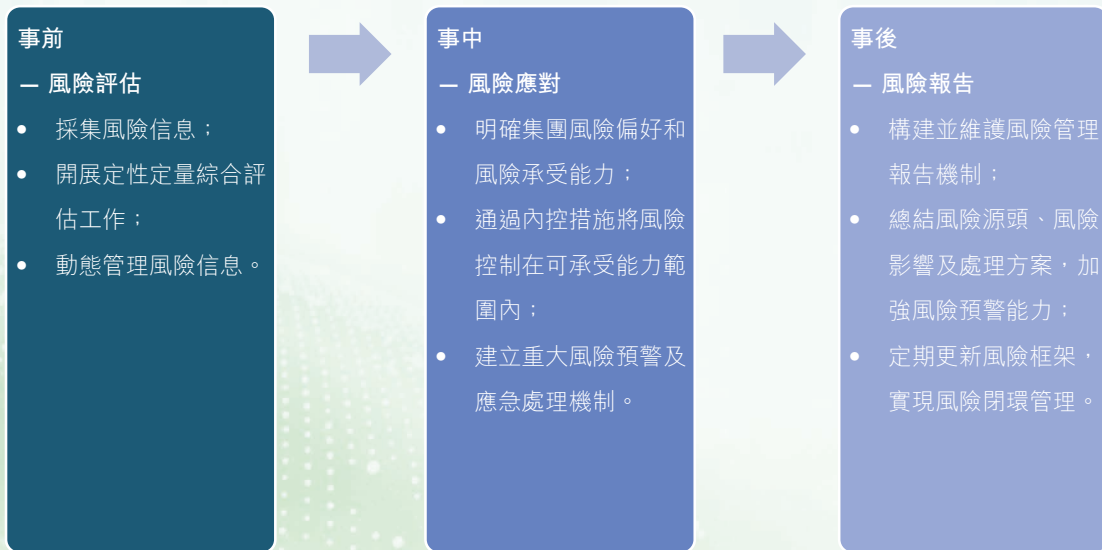 事前
— 風險評估
• 採集風險信息；
• 開展定性定量綜合評
估工作；
• 動態管理風險信息。
事中
— 風險應對
• 明確集團風險偏好和
風險承受能力；
• 通過內控措施將風險
控制在可承受能力範
圍內；
• 建立重大風險預警及
應急處理機制。
事後
— 風險報告
• 構建並維護風險管理
報告機制；
• 總結風險源頭、風險
影響及處理方案，加
強風險預警能力；
• 定期更新風險框架，
實現風險閉環管理。